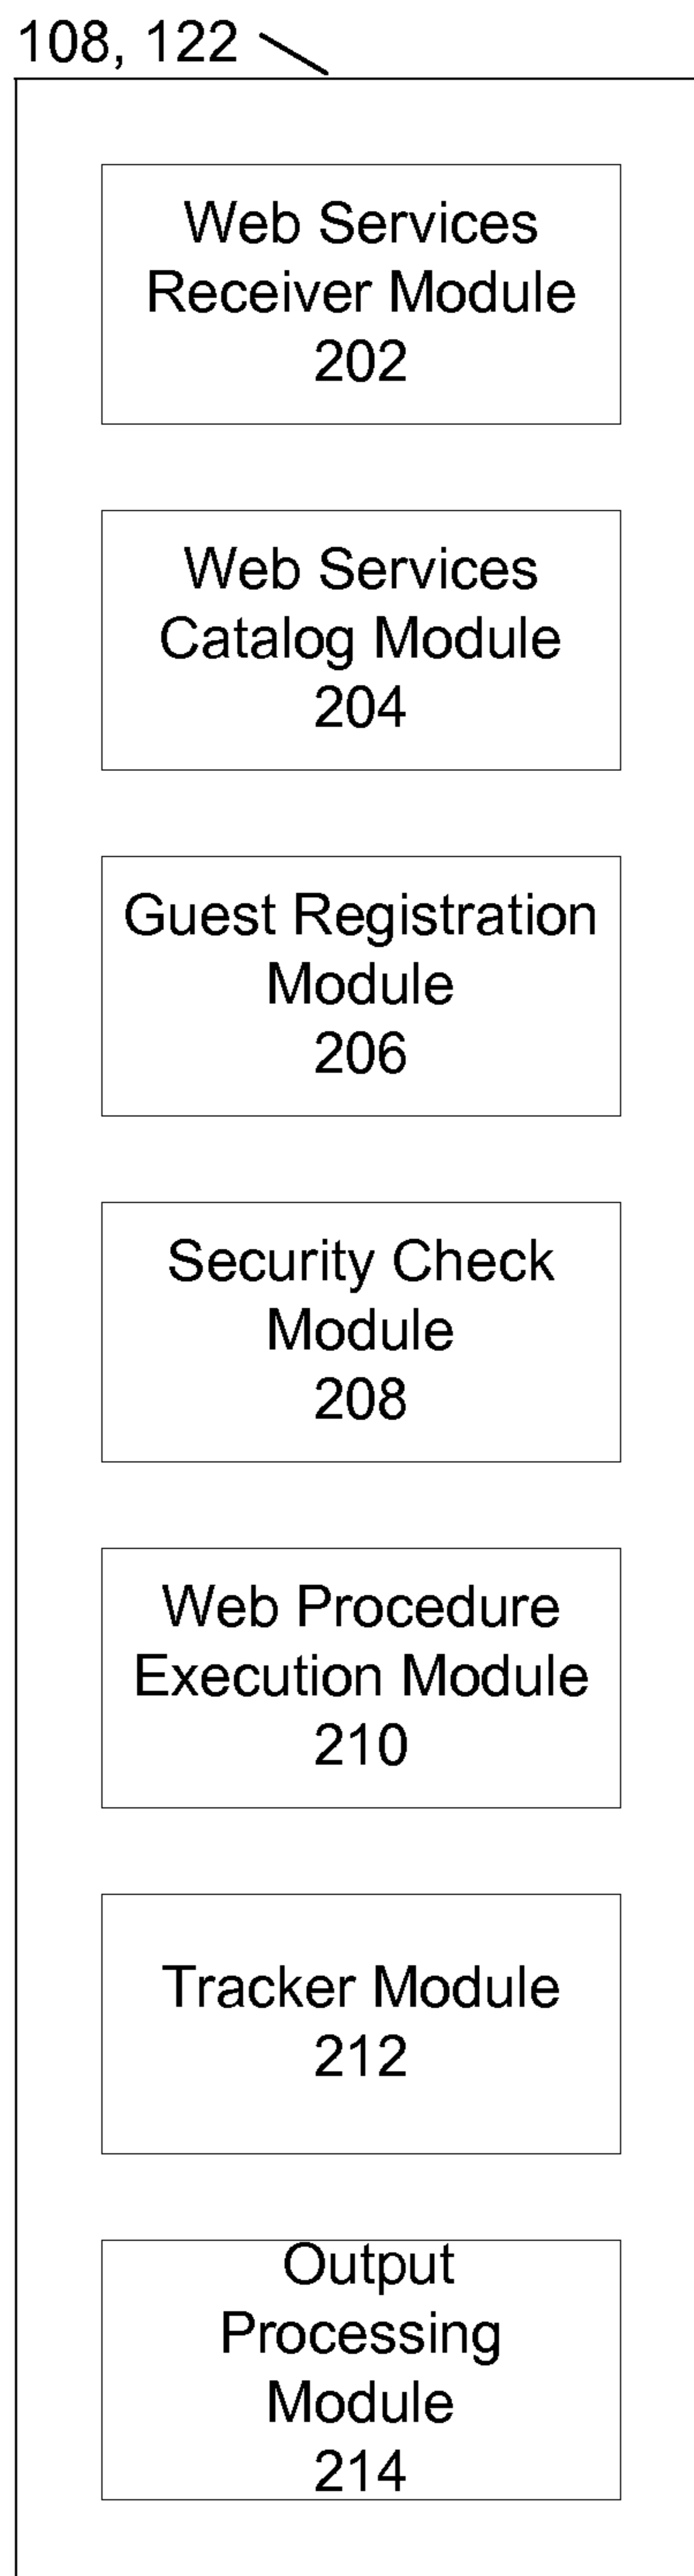 108, 122
Web Services
Receiver Module
202
Web Services
Catalog Module
204
Guest Registration
Module
206
Security Check
Module
208
Web Procedure
Execution Module
210
Tracker Module
212
Output
Processing
Module
214